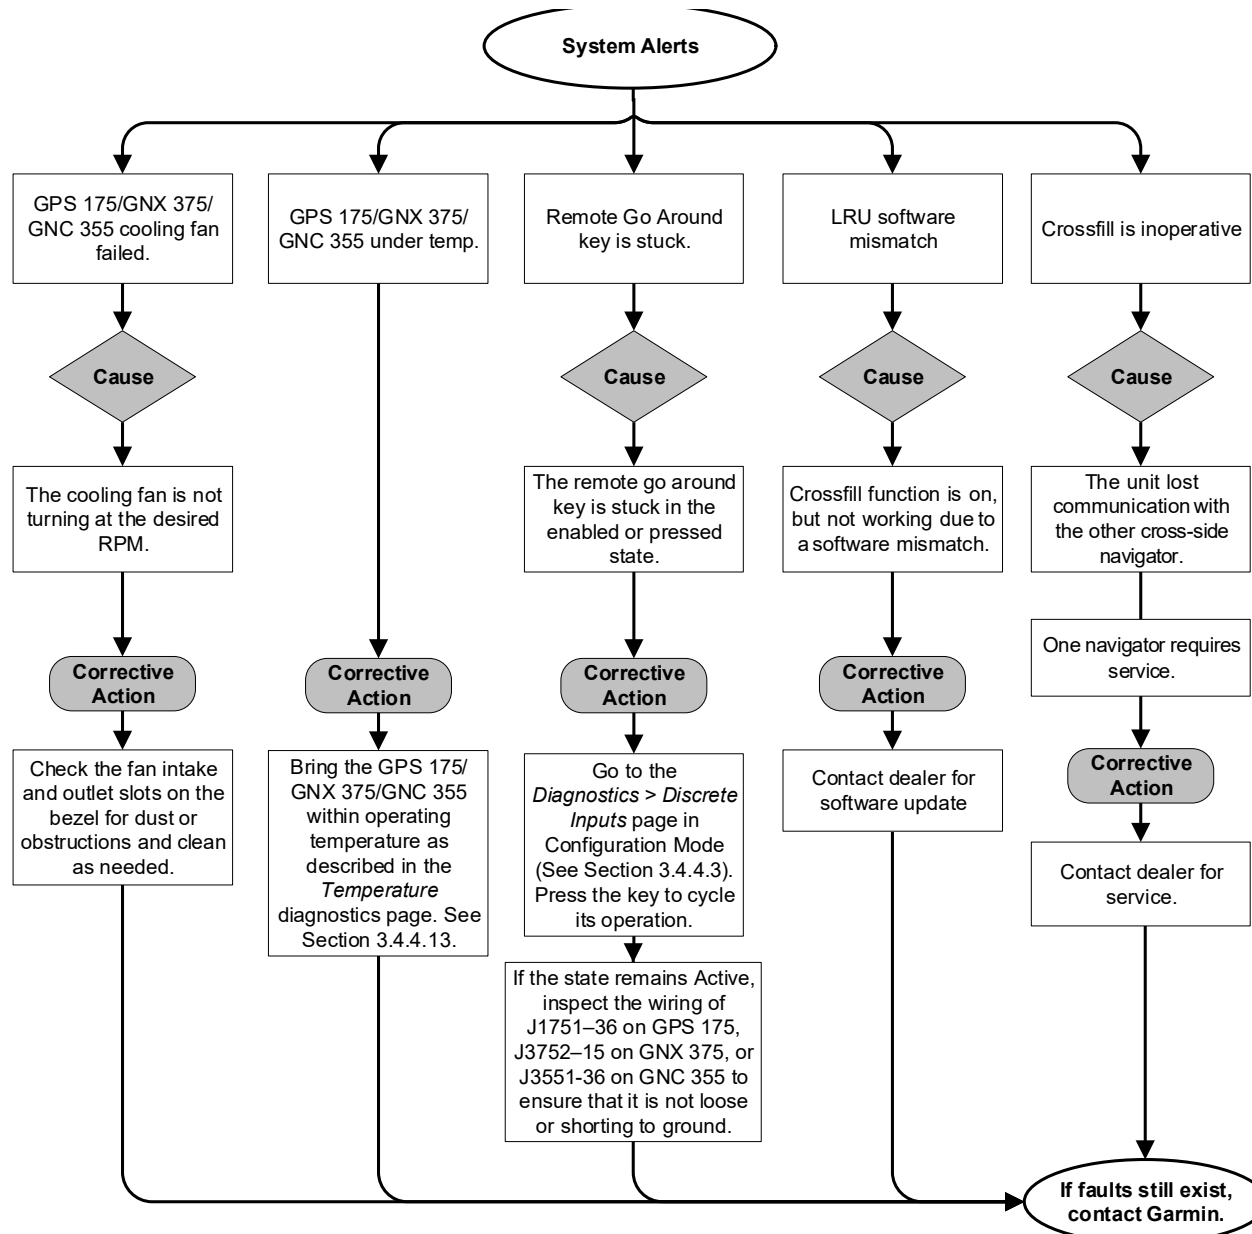 System Alerts
GPS 175/GNX 375/
GNC 355 cooling fan
failed.
Cause
The cooling fan is not
turning at the desired
RPM.
Corrective
Action
Check the fan intake
and outlet slots on the
bezel for dust or
obstructions and clean
as needed.
GPS 175/GNX 375/
GNC 355 under temp.
Corrective
Action
Bring the GPS 175/
GNX 375/GNC 355
within operating
temperature as
described in the
Temperature
diagnostics page. See
Section 3.4.4.13.
Remote Go Around
key is stuck.
Cause
The remote go around
key is stuck in the
enabled or pressed
state.
Corrective
Action
Go to the
Diagnostics > Discrete
Inputs page in
Configuration Mode
(See Section 3.4.4.3).
Press the key to cycle
its operation.
If the state remains Active,
inspect the wiring of
J1751–36 on GPS 175,
J3752–15 on GNX 375, or
J3551-36 on GNC 355 to
ensure that it is not loose
or shorting to ground.
LRU software
mismatch
Cause
Crossfill function is on,
but not working due to
a software mismatch.
Corrective
Action
Contact dealer for
software update
Crossfill is inoperative
Cause
The unit lost
communication with
the other cross-side
navigator.
One navigator requires
service.
Corrective
Action
Contact dealer for
service.
If faults still exist,
contact Garmin.